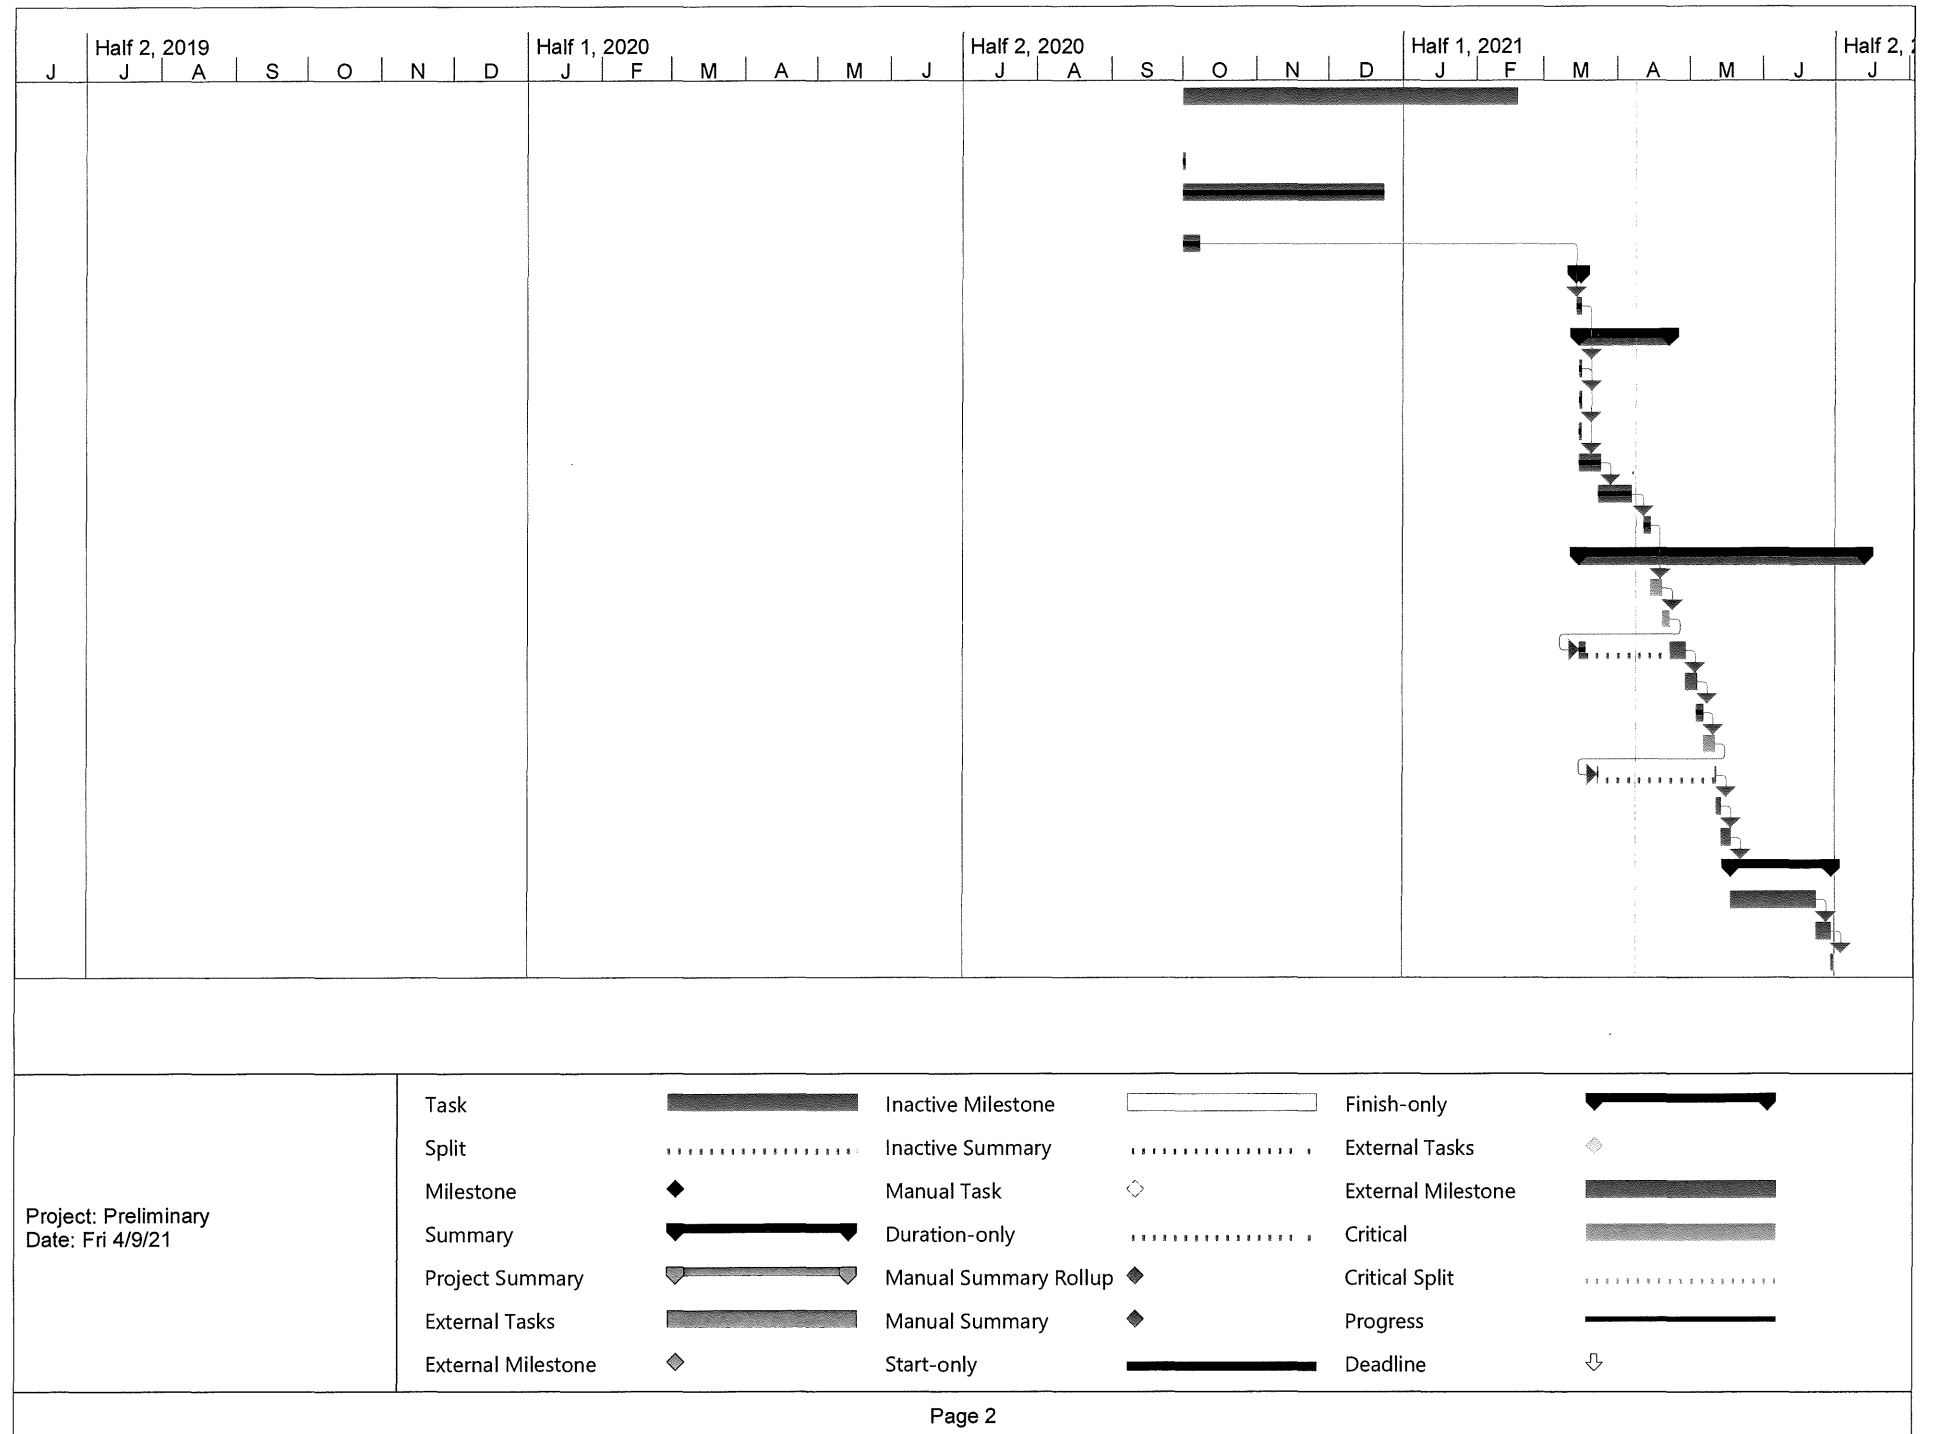 Half 2, 2019 Half 1, 2020 Half 2, 2020 Half 1, 2021 Half 2,
J J A S O N D J F M A M J J A S O N D J F M A M J J
Task Inactive Milestone Finish-only
Split Inactive Summary External Tasks
Milestone Manual Task External Milestone
Project: Preliminary
Date: Fri 4/9/21
Summary Duration-only Critical
Project Summary Manual Summary Rollup Critical Split
External Tasks Manual Summary Progress
External Milestone Start-only Deadline
Page 2